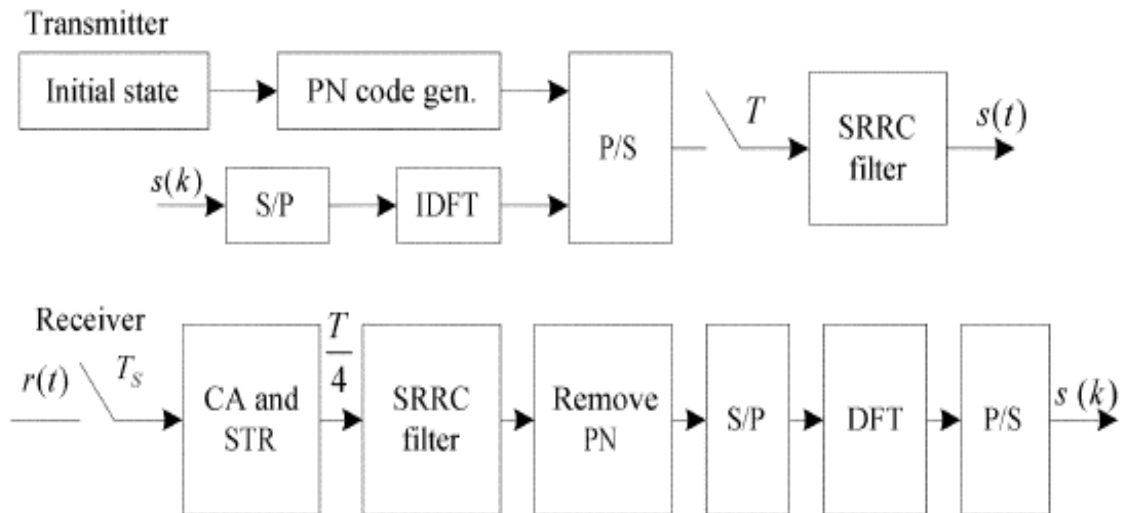 Transmitter
Initial state
PN code gen.
P/S
T
SRRC
filter
s(t)
s(k)
S/P
IDFT
Receiver
r(t)
T_S
CA and
STR
T
4
SRRC
filter
Remove
PN
S/P
DFT
P/S
s (k)